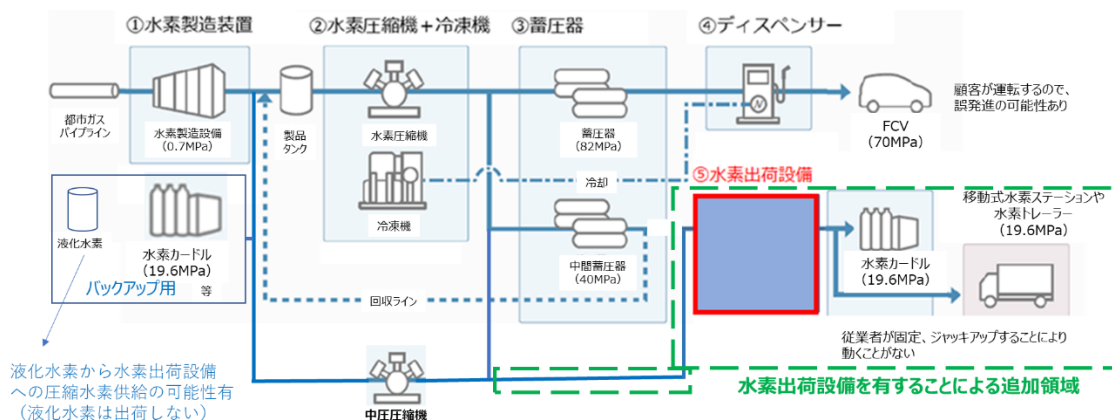 ①水素製造装置
②水素圧縮機+冷凍機
③蓄圧器
④ディスペンサー
都市ガス
パイプライン
水素製造設備
(0.7MPa)
製品
タンク
水素圧縮機
蓄圧器
(82MPa)
N
FCV
(70MPa)
顧客が運転するので、
誤発進の可能性あり
冷凍機
冷却
⑤水素出荷設備
液化水素
水素カードル
(19.6MPa)
等
バックアップ用
中間蓄圧器
(40MPa)
回収ライン
移動式水素ステーションや
水素トレーラー
(19.6MPa)
水素カードル
(19.6MPa)
従業者が固定、ジャッキアップすることにより
動くことがない
液化水素から水素出荷設備
への圧縮水素供給の可能性有
(液化水素は出荷しない)
中圧圧縮機
水素出荷設備を有することによる追加領域